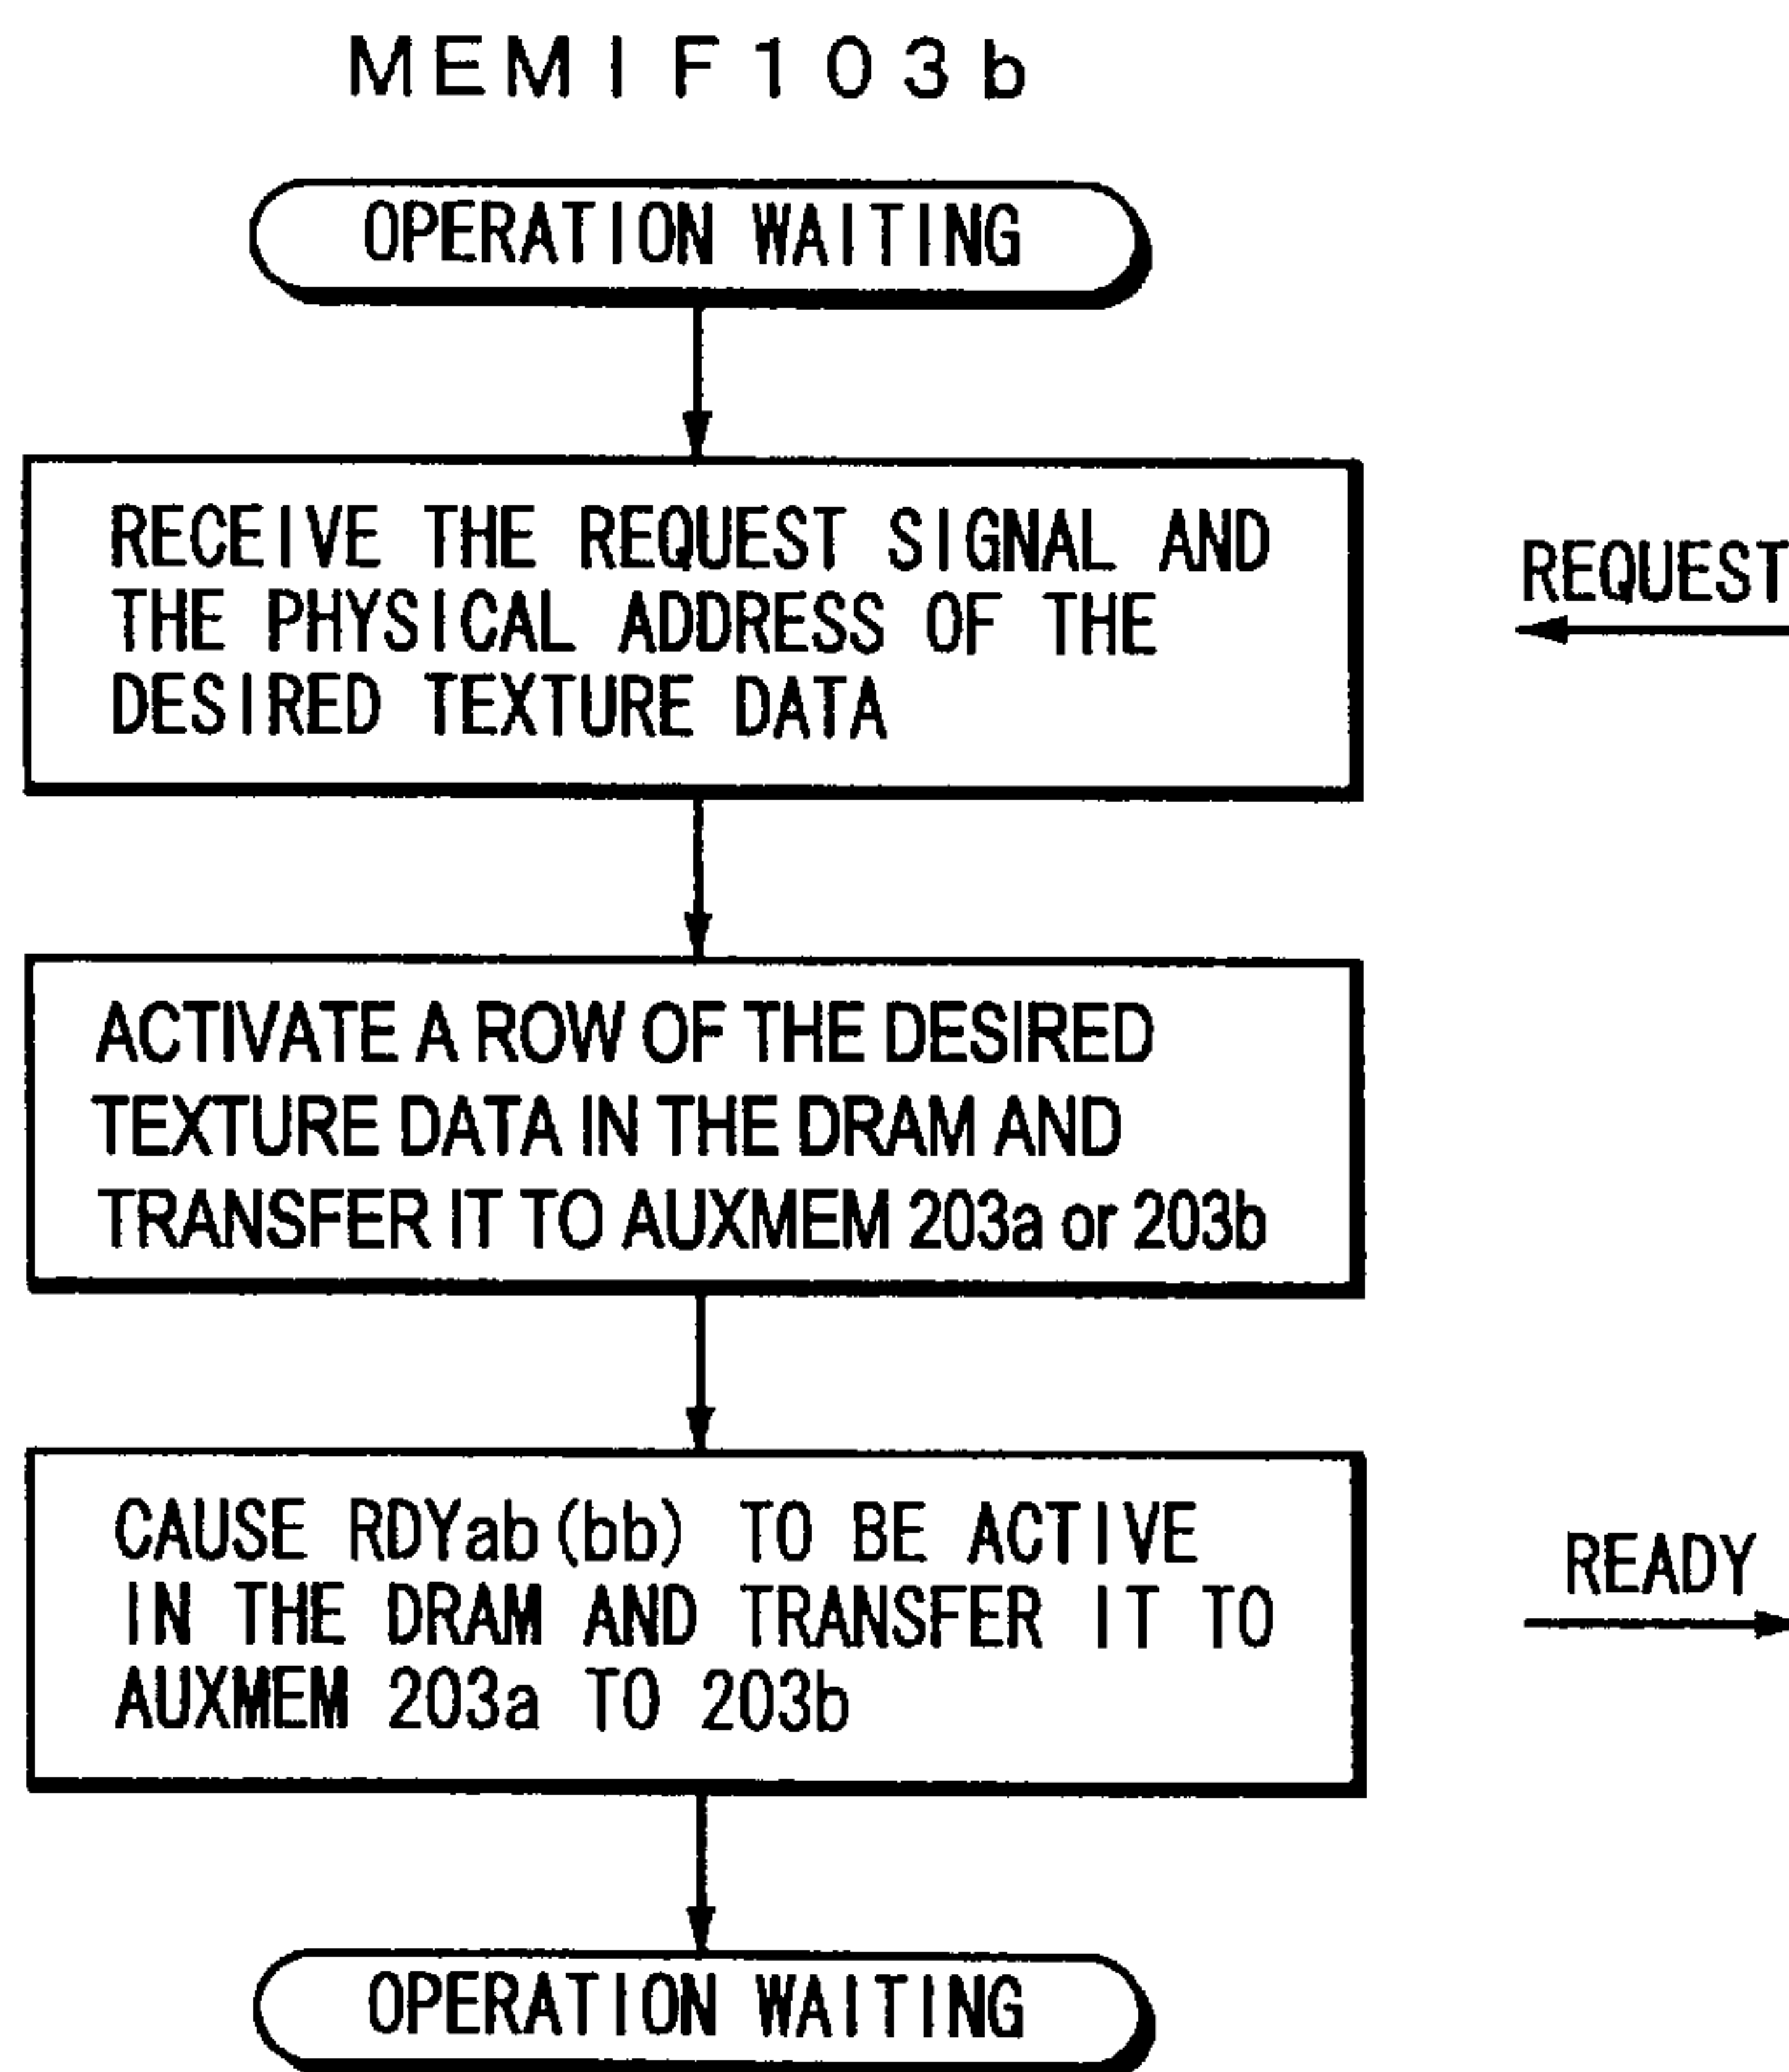 MEMIF103b
OPERATION WAITING
RECEIVE THE REQUEST SIGNAL AND
THE PHYSICAL ADDRESS OF THE
DESIRED TEXTURE DATA
REQUEST
ACTIVATE A ROW OF THE DESIRED
TEXTURE DATA IN THE DRAM AND
TRANSFER IT TO AUXMEM 203a or 203b
CAUSE RDYab(bb) TO BE ACTIVE
IN THE DRAM AND TRANSFER IT TO
AUXMEM 203a TO 203b
READY
OPERATION WAITING